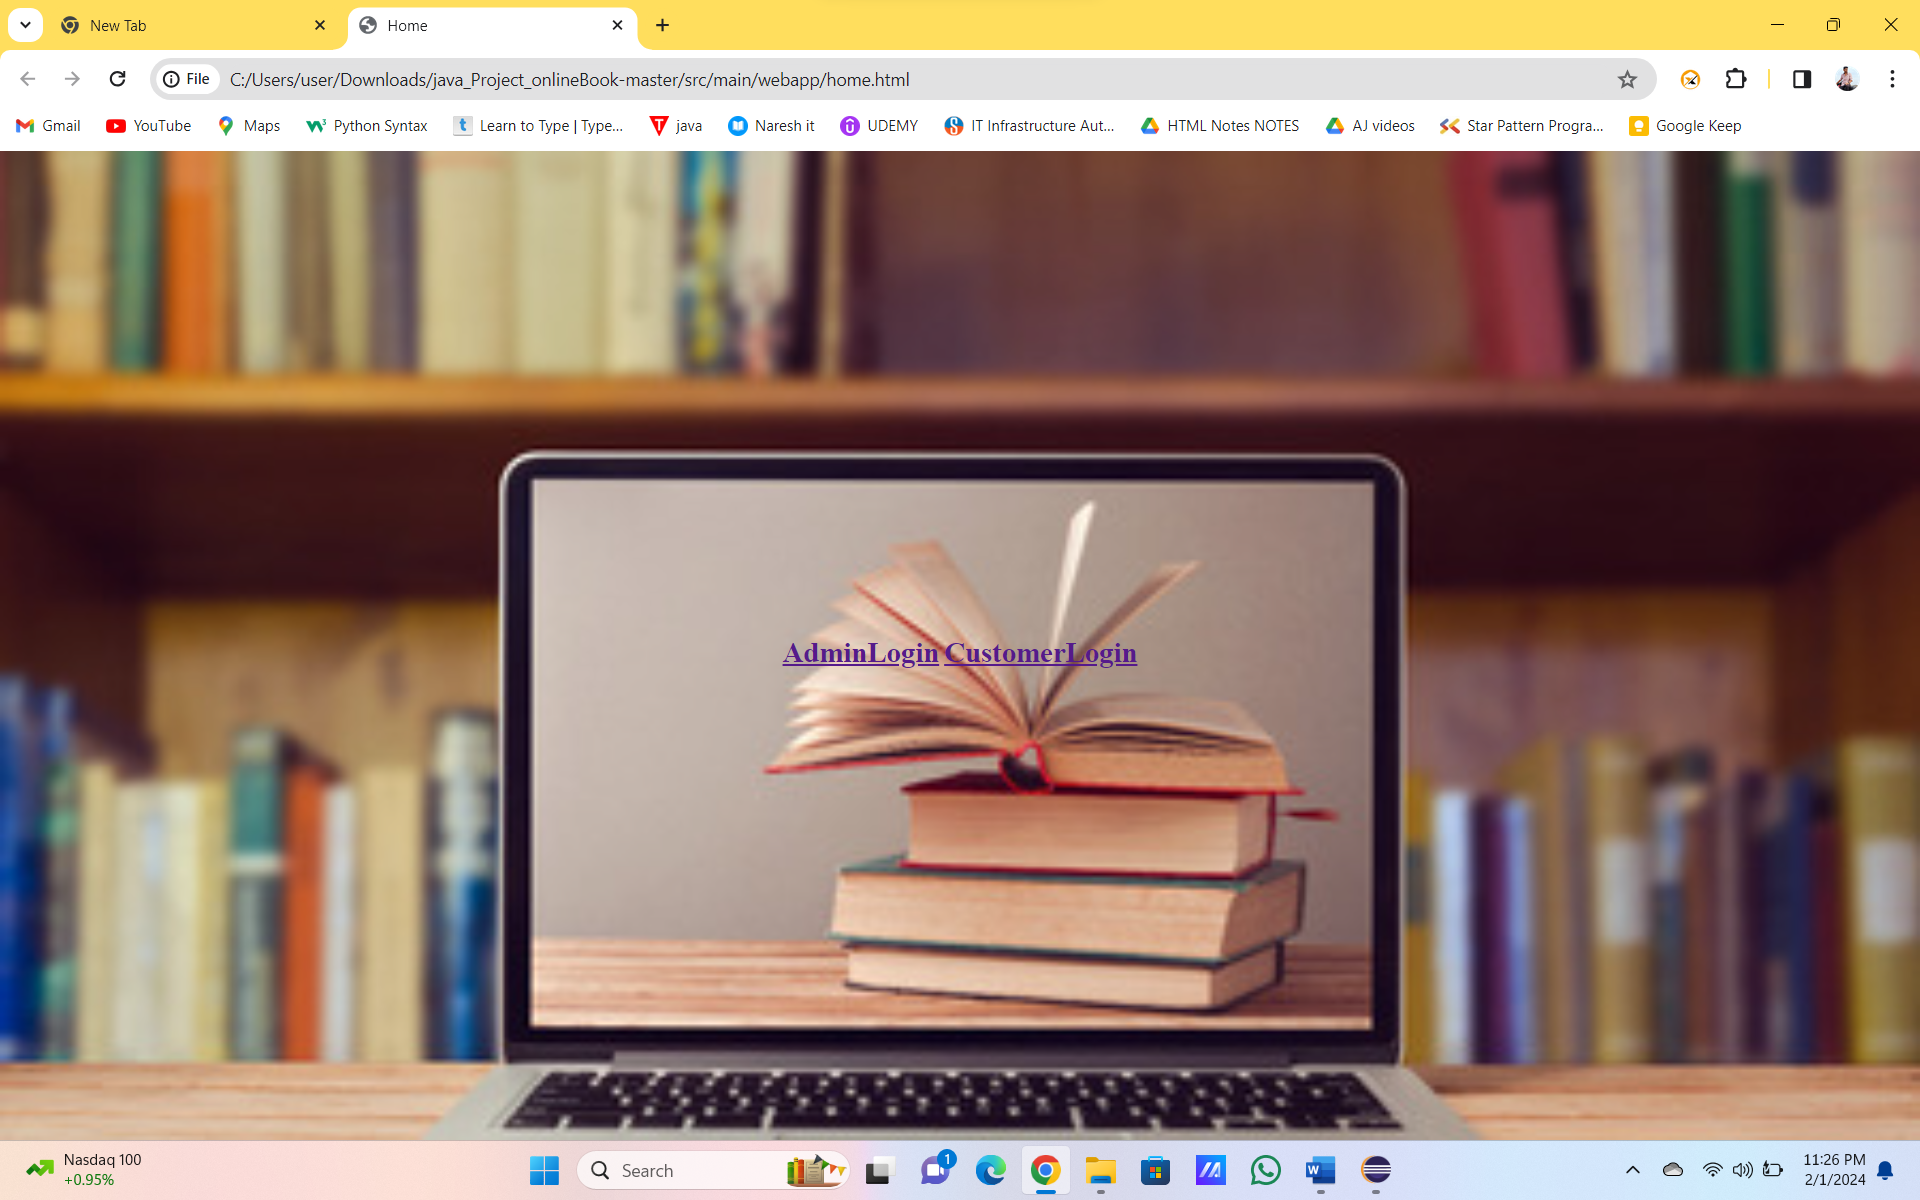 New Tab
Home
File C:/Users/user/Downloads/java_Project_onlineBook-master/src/main/webapp/home.html
Gmail YouTube Maps Python Syntax Learn to Type | Type... java Naresh it UDEMY IT Infrastructure Aut... HTML Notes NOTES AJ videos Star Pattern Progra... Google Keep
AdminLogin CustomerLogin
Nasdaq 100
+0.95%
Search
1
11:26 PM
2/1/2024